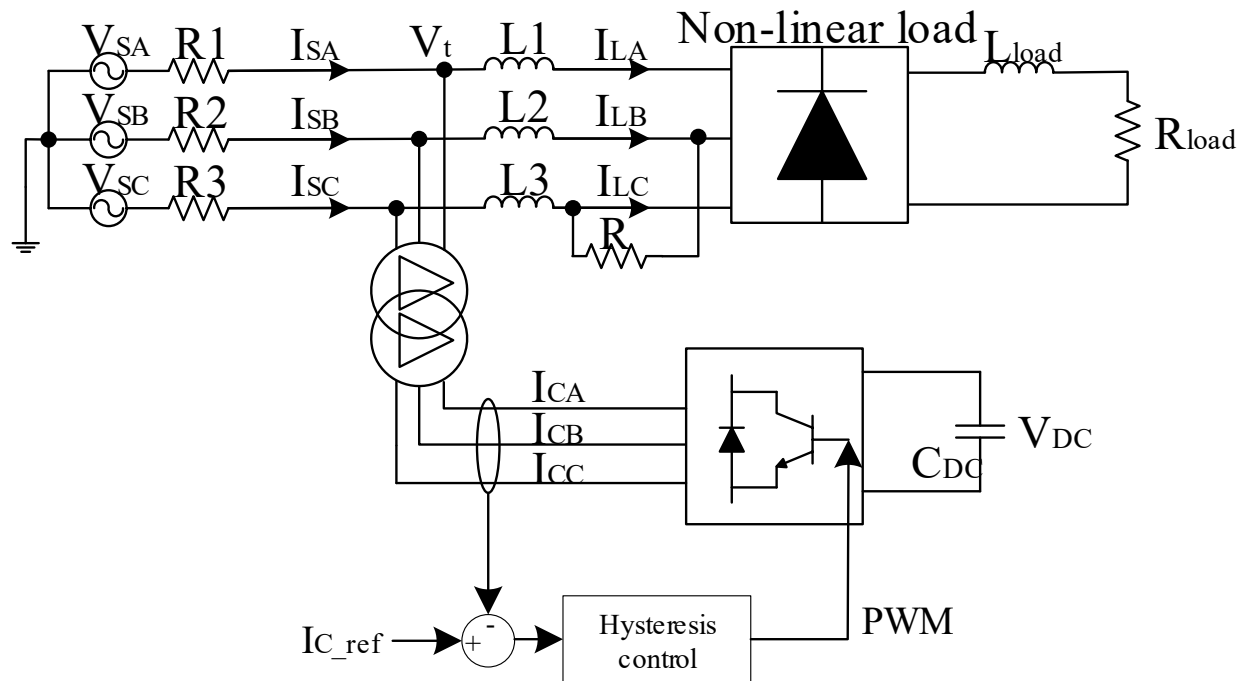 VSA R1 ISA Vt L1 ILA Non-linear load Lload
VSB R2 ISB L2 ILB Rload
VSC R3 ISC L3 ILC
R
ICA
ICB
ICC
CDC VDC
IC_ref + - Hysteresis
control
PWM